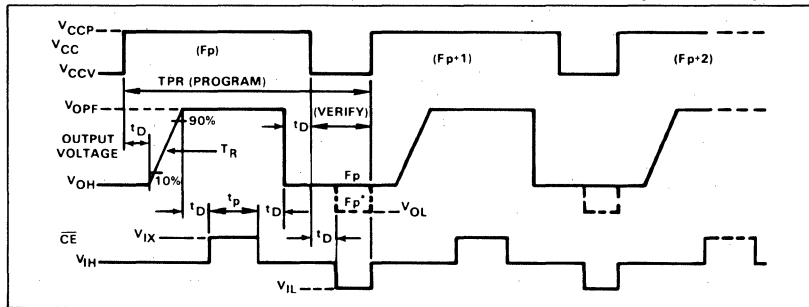 VCCP
VCC
VCCV
(Fp)
(Fp+1)
(Fp+2)
TPR (PROGRAM)
VOPF
(VERIFY)
tD
90%
tD
OUTPUT
VOLTAGE
TR
10%
VOH
Fp
Fp*
VOL
tD
tp
tD
tD
CE
VIX
VIH
VIL